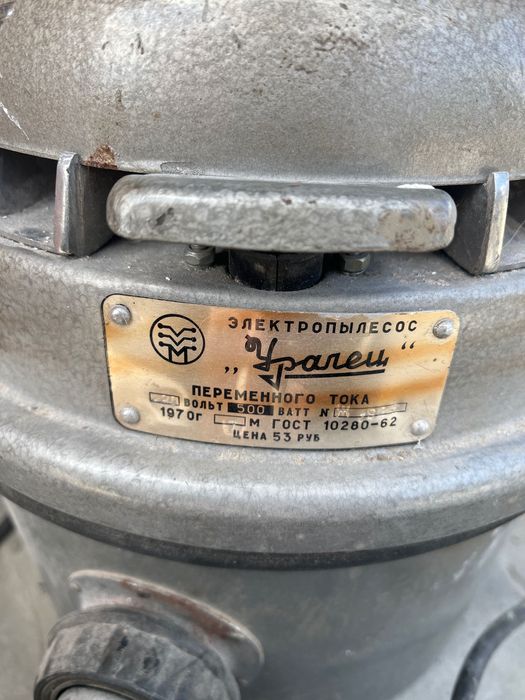 ЭЛЕКТРОПЫЛЕСОС
„Уралец“
ПЕРЕМЕННОГО ТОКА
ВОЛЬТ 500 ВАТТ N
1970г М ГОСТ 10280-62
ЦЕНА 53 РУБ